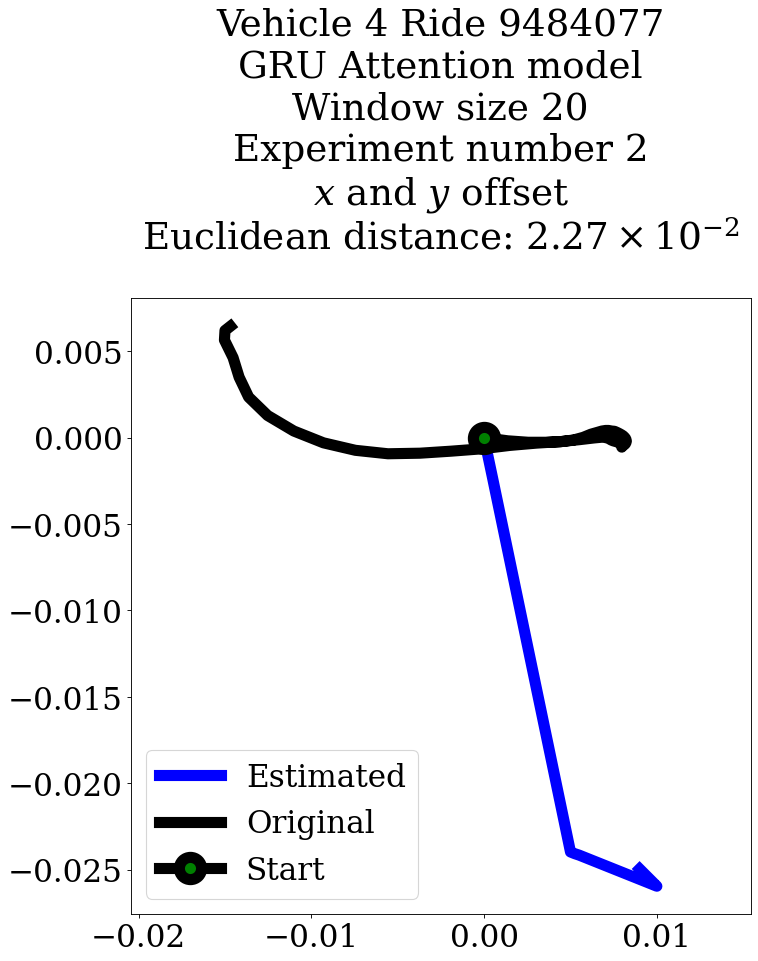 Vehicle 4 Ride 9484077
GRU Attention model
Window size 20
Experiment number 2
x and y offset
Euclidean distance: 2.27 × 10⁻²
0.005
0.000
−0.005
−0.010
−0.015
−0.020
−0.025
Estimated
Original
Start
−0.02
−0.01
0.00
0.01